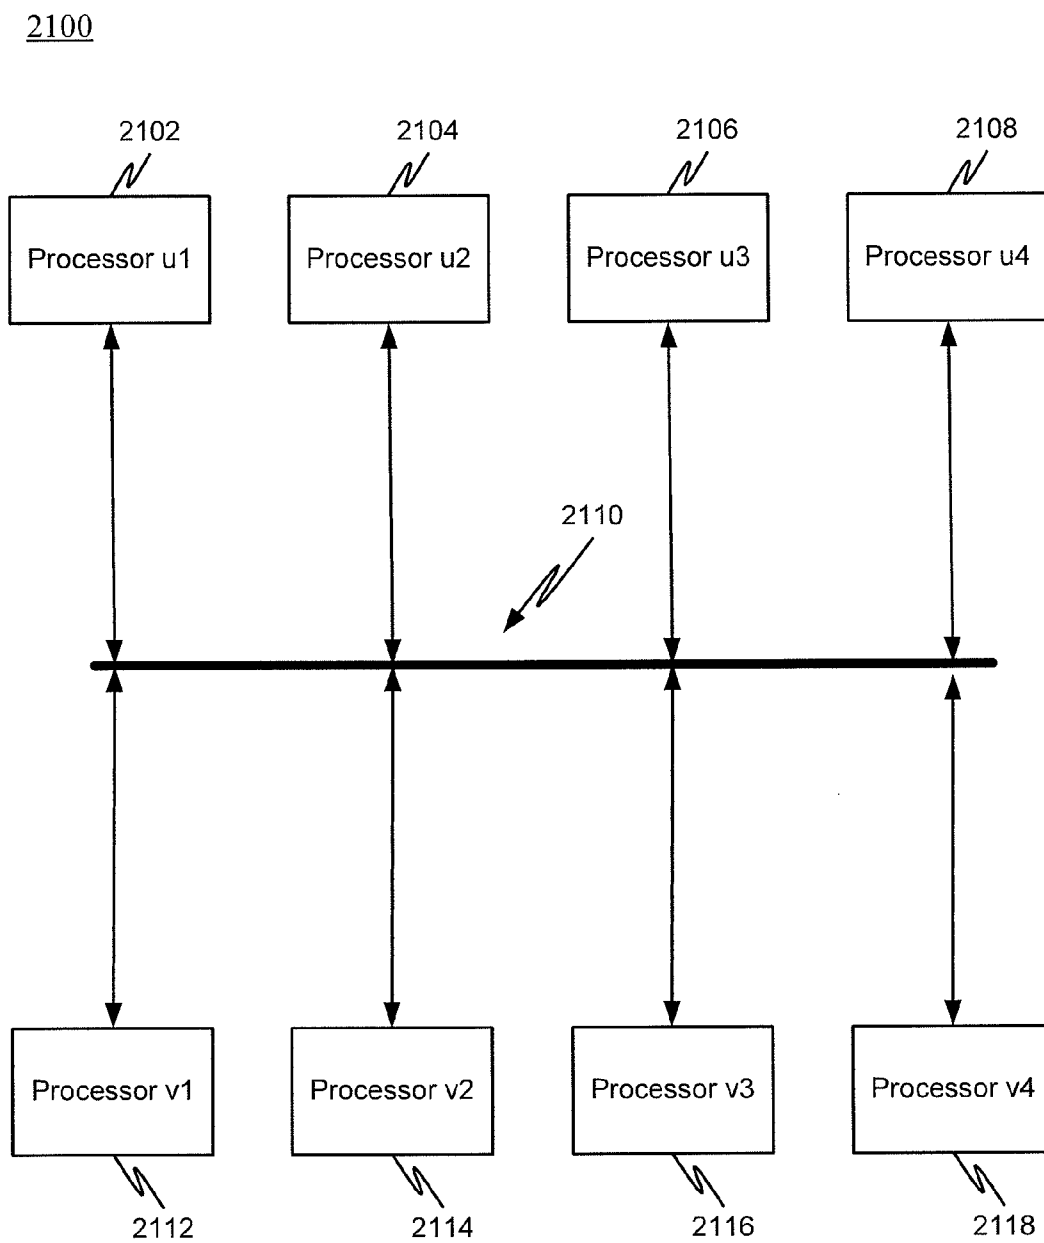 2100
2102 2104 2106 2108
Processor u1 Processor u2 Processor u3 Processor u4
2110
Processor v1 Processor v2 Processor v3 Processor v4
2112 2114 2116 2118